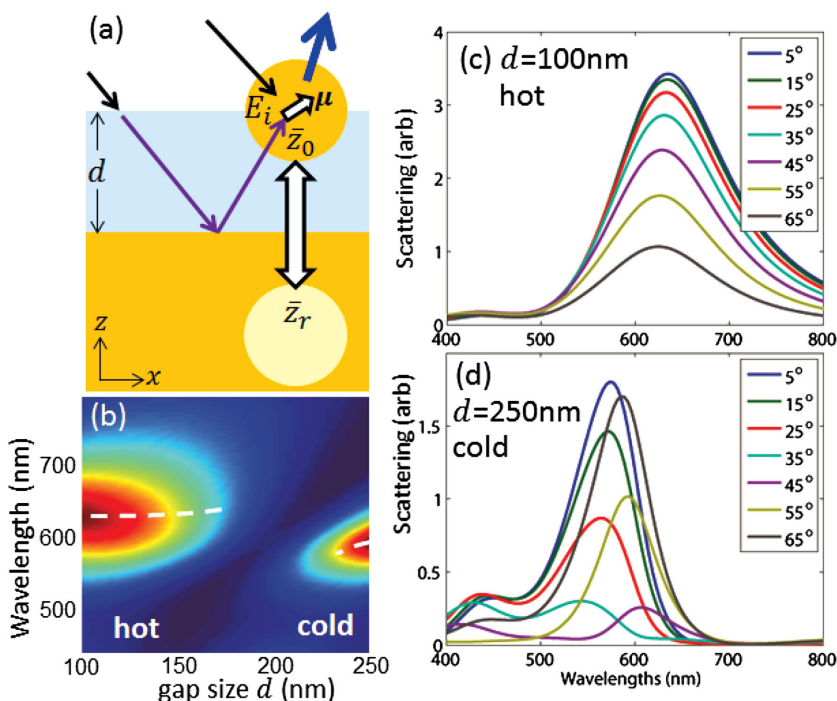 (a)
E_i
μ
z̄_0
d
z̄_r
z
x
(b)
Wavelength (nm)
700
600
500
hot
cold
100
150
200
250
gap size d (nm)
(c) d=100nm
hot
Scattering (arb)
4
3
2
1
0
400
500
600
700
800
5°
15°
25°
35°
45°
55°
65°
(d)
d=250nm
cold
Scattering (arb)
1.5
1
0.5
0
400
500
600
700
800
Wavelengths (nm)
5°
15°
25°
35°
45°
55°
65°